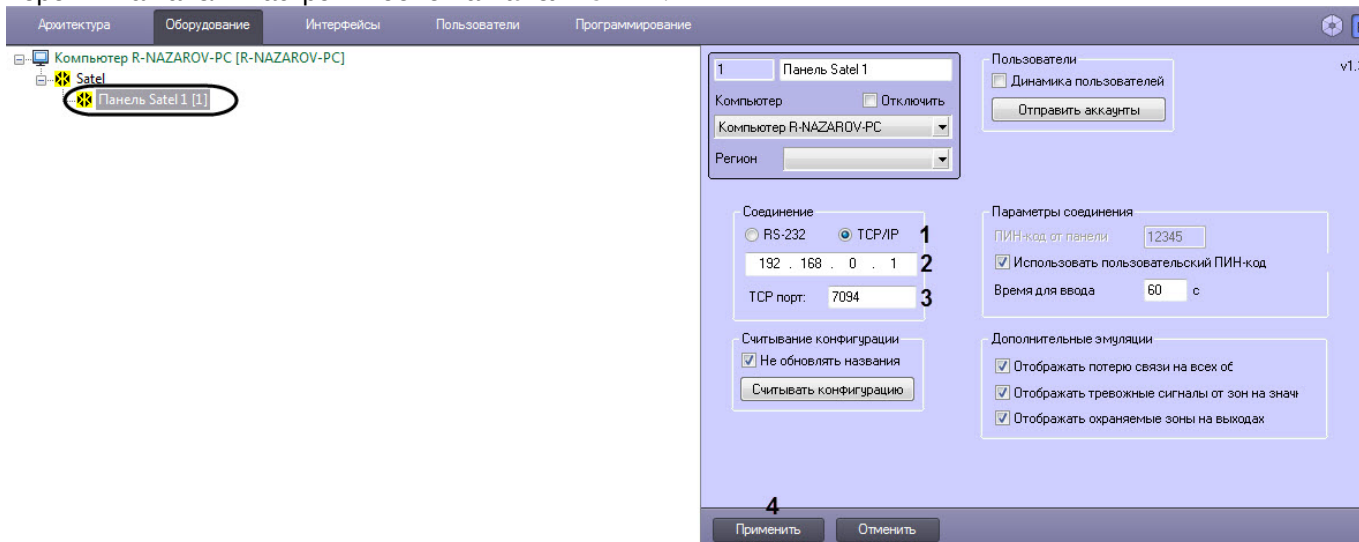 Архитектура Оборудование Интерфейсы Пользователи Программирование
Компьютер R-NAZAROV-PC [R-NAZAROV-PC]
Satel
Панель Satel 1 [1]
1 Панель Satel 1
Компьютер Отключить
Компьютер R-NAZAROV-PC
Регион
Пользователи
Динамика пользователей
Отправить аккаунты
v1.
Соединение
RS-232 TCP/IP 1
192 . 168 . 0 . 1 2
TCP порт: 7094 3
Параметры соединения
ПИН-код от панели 12345
Использовать пользовательский ПИН-код
Время для ввода 60 с
Считывание конфигурации
Не обновлять названия
Считывать конфигурацию
Дополнительные эмуляции
Отображать потерю связи на всех об
Отображать тревожные сигналы от зон на знач
Отображать охраняемые зоны на выходах
4
Применить Отменить